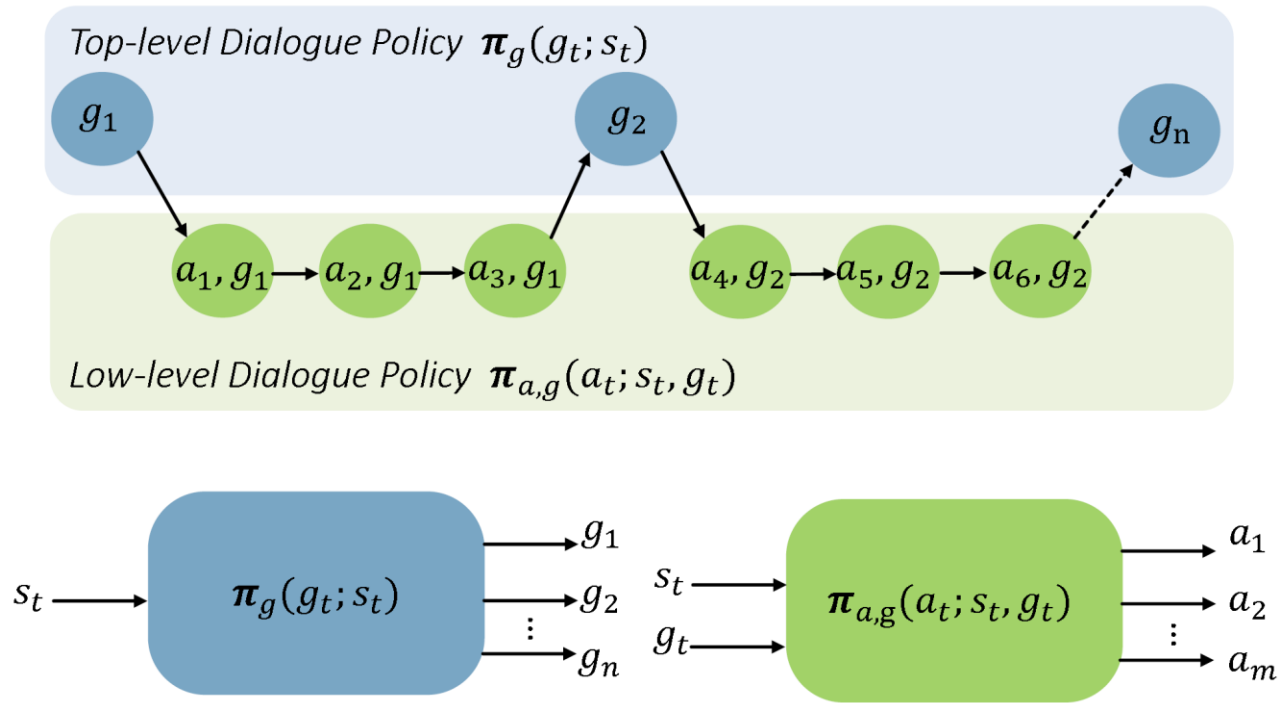 Top-level Dialogue Policy π_g(g_t; s_t)
g_1 g_2 g_n
a_1, g_1 a_2, g_1 a_3, g_1 a_4, g_2 a_5, g_2 a_6, g_2
Low-level Dialogue Policy π_{a,g}(a_t; s_t, g_t)
s_t
π_g(g_t; s_t)
g_1
g_2
⋮
g_n
s_t
g_t
π_{a,g}(a_t; s_t, g_t)
a_1
a_2
⋮
a_m